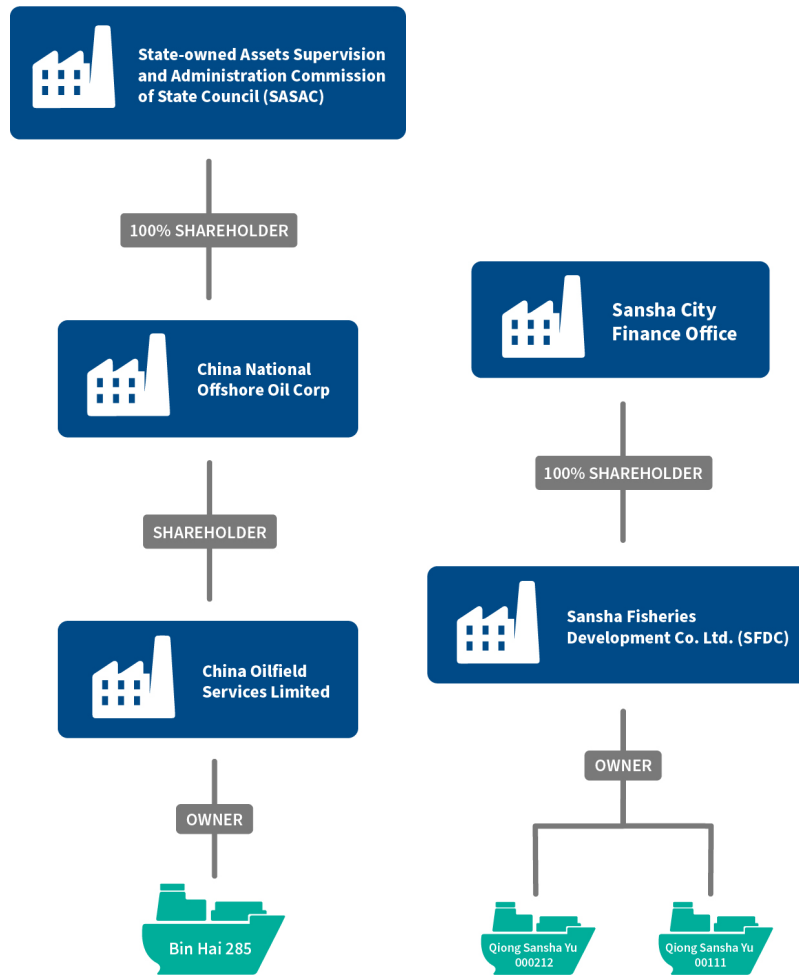 State-owned Assets Supervision
and Administration Commission
of State Council (SASAC)
100% SHAREHOLDER
China National
Offshore Oil Corp
SHAREHOLDER
China Oilfield
Services Limited
OWNER
Bin Hai 285
Sansha City
Finance Office
100% SHAREHOLDER
Sansha Fisheries
Development Co. Ltd. (SFDC)
OWNER
Qiong Sansha Yu
000212
Qiong Sansha Yu
00111